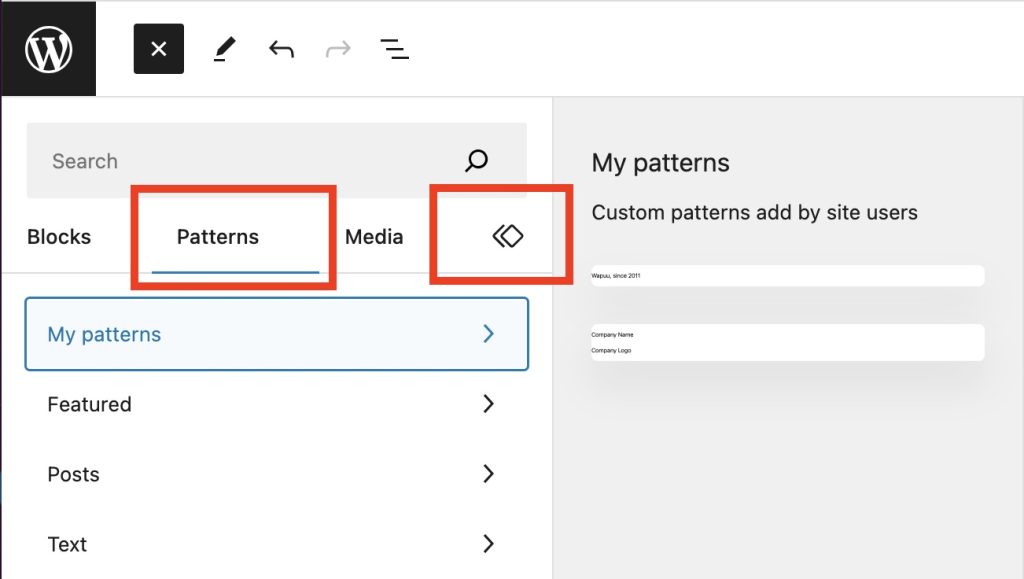 Search
Blocks Patterns Media
My patterns
Featured
Posts
Text
My patterns
Custom patterns add by site users
Wapuu, since 2011
Company Name
Company Logo